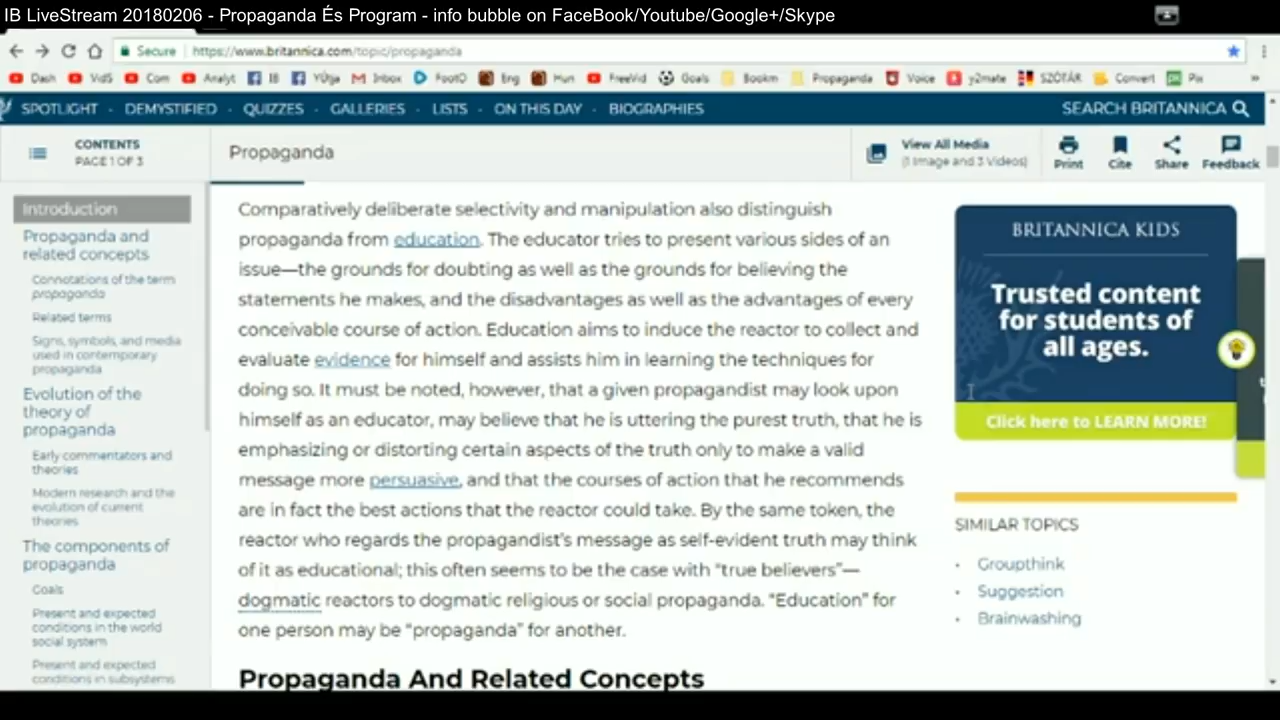 IB LiveStream 20180206 - Propaganda És Program - info bubble on FaceBook/Youtube/Google+/Skype
Secure https://www.britannica.com/topic/propaganda
Dash VidS Com Analyt IB YÚtja Inbox FootO Eng Hun FreeVid Goals Bookm Propaganda Voice y2mate SZÓTÁR Convert Pix »
SPOTLIGHT · DEMYSTIFIED · QUIZZES · GALLERIES · LISTS · ON THIS DAY · BIOGRAPHIES SEARCH BRITANNICA
CONTENTS
PAGE 1 OF 3
Propaganda
View All Media
(1 Image and 3 Videos)
Print Cite Share Feedback
Introduction
Propaganda and
related concepts
Connotations of the term
propaganda
Related terms
Signs, symbols, and media
used in contemporary
propaganda
Evolution of the
theory of
propaganda
Early commentators and
theories
Modern research and the
evolution of current
theories
The components of
propaganda
Goals
Present and expected
conditions in the world
social system
Present and expected
conditions in subsystems
Comparatively deliberate selectivity and manipulation also distinguish
propaganda from education. The educator tries to present various sides of an
issue—the grounds for doubting as well as the grounds for believing the
statements he makes, and the disadvantages as well as the advantages of every
conceivable course of action. Education aims to induce the reactor to collect and
evaluate evidence for himself and assists him in learning the techniques for
doing so. It must be noted, however, that a given propagandist may look upon
himself as an educator, may believe that he is uttering the purest truth, that he is
emphasizing or distorting certain aspects of the truth only to make a valid
message more persuasive, and that the courses of action that he recommends
are in fact the best actions that the reactor could take. By the same token, the
reactor who regards the propagandist's message as self-evident truth may think
of it as educational; this often seems to be the case with “true believers”—
dogmatic reactors to dogmatic religious or social propaganda. “Education” for
one person may be “propaganda” for another.
Propaganda And Related Concepts
BRITANNICA KIDS
Trusted content
for students of
all ages.
Click here to LEARN MORE!
SIMILAR TOPICS
• Groupthink
• Suggestion
• Brainwashing